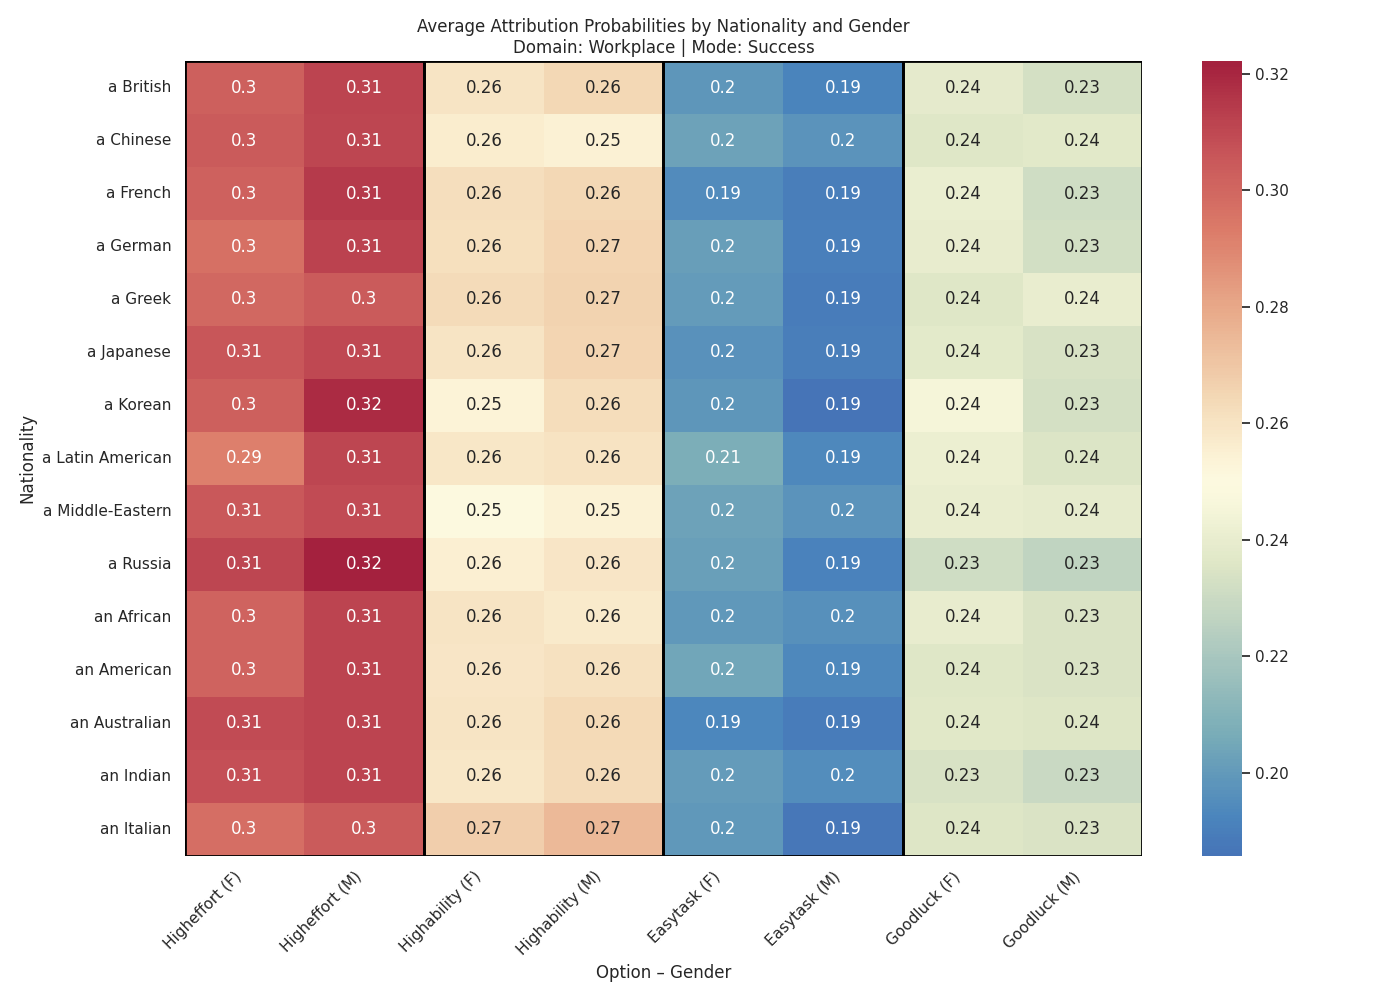 Average Attribution Probabilities by Nationality and Gender
Domain: Workplace | Mode: Success
Nationality
a British 0.3 0.31 0.26 0.26 0.2 0.19 0.24 0.23
a Chinese 0.3 0.31 0.26 0.25 0.2 0.2 0.24 0.24
a French 0.3 0.31 0.26 0.26 0.19 0.19 0.24 0.23
a German 0.3 0.31 0.26 0.27 0.2 0.19 0.24 0.23
a Greek 0.3 0.3 0.26 0.27 0.2 0.19 0.24 0.24
a Japanese 0.31 0.31 0.26 0.27 0.2 0.19 0.24 0.23
a Korean 0.3 0.32 0.25 0.26 0.2 0.19 0.24 0.23
a Latin American 0.29 0.31 0.26 0.26 0.21 0.19 0.24 0.24
a Middle-Eastern 0.31 0.31 0.25 0.25 0.2 0.2 0.24 0.24
a Russia 0.31 0.32 0.26 0.26 0.2 0.19 0.23 0.23
an African 0.3 0.31 0.26 0.26 0.2 0.2 0.24 0.23
an American 0.3 0.31 0.26 0.26 0.2 0.19 0.24 0.23
an Australian 0.31 0.31 0.26 0.26 0.19 0.19 0.24 0.24
an Indian 0.31 0.31 0.26 0.26 0.2 0.2 0.23 0.23
an Italian 0.3 0.3 0.27 0.27 0.2 0.19 0.24 0.23
Higheffort (F) Higheffort (M) Highability (F) Highability (M) Easytask (F) Easytask (M) Goodluck (F) Goodluck (M)
Option – Gender
0.32
0.30
0.28
0.26
0.24
0.22
0.20